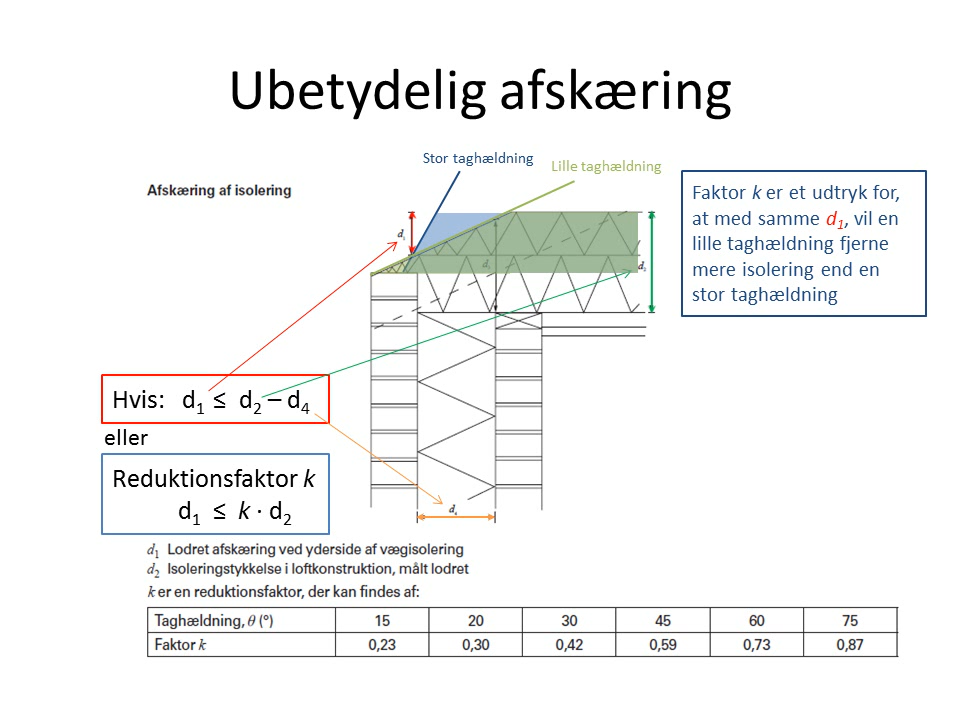 Ubetydelig afskæring
Stor taghældning
Lille taghældning
Afskæring af isolering
Faktor k er et udtryk for,
at med samme d1, vil en
lille taghældning fjerne
mere isolering end en
stor taghældning
d1
d2
Hvis: d1 ≤ d2 – d4
eller
Reduktionsfaktor k
d1 ≤ k · d2
d4
d1 Lodret afskæring ved yderside af vægisolering
d2 Isoleringstykkelse i loftkonstruktion, målt lodret
k er en reduktionsfaktor, der kan findes af:
Taghældning, θ (°) 15 20 30 45 60 75
Faktor k 0,23 0,30 0,42 0,59 0,73 0,87